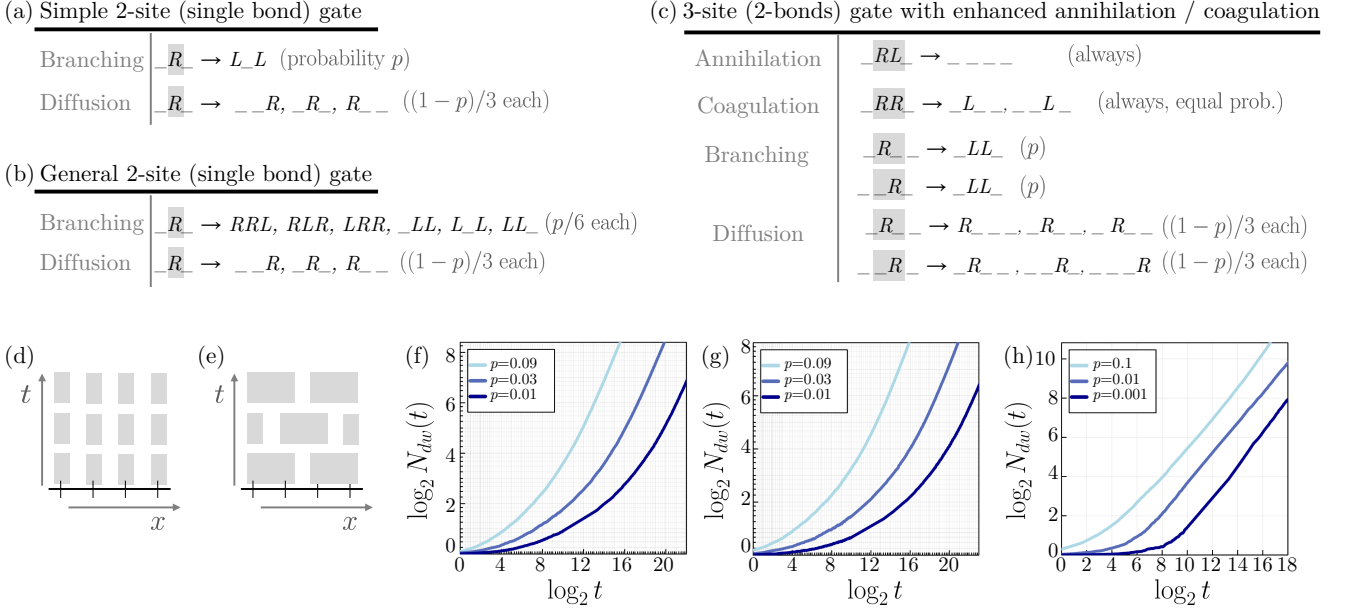 (a) Simple 2-site (single bond) gate
Branching _R_ → L_L (probability p)
Diffusion _R_ → _ _R, _R_, R_ _ ((1 − p)/3 each)
(b) General 2-site (single bond) gate
Branching _R_ → RRL, RLR, LRR, _LL, L_L, LL_ (p/6 each)
Diffusion _R_ → _ _R, _R_, R_ _ ((1 − p)/3 each)
(c) 3-site (2-bonds) gate with enhanced annihilation / coagulation
Annihilation _RL_ → _ _ _ _ (always)
Coagulation _RR_ → _L_ _, _ _L_ (always, equal prob.)
Branching _R_ _ → _LL_ (p)
_ _R_ → _LL_ (p)
Diffusion _R_ _ → R_ _ _, _R_ _, _ R_ _ ((1 − p)/3 each)
_ _R_ → _R_ _, _ _R_, _ _ _R ((1 − p)/3 each)
(d)
t
x
(e)
t
x
(f)
log₂ N_dw(t)
8
6
4
2
0
p=0.09
p=0.03
p=0.01
0 4 8 12 16 20
log₂ t
(g)
log₂ N_dw(t)
8
6
4
2
0
p=0.09
p=0.03
p=0.01
0 4 8 12 16 20
log₂ t
(h)
log₂ N_dw(t)
10
8
6
4
2
0
p=0.1
p=0.01
p=0.001
0 2 4 6 8 10 12 14 16 18
log₂ t